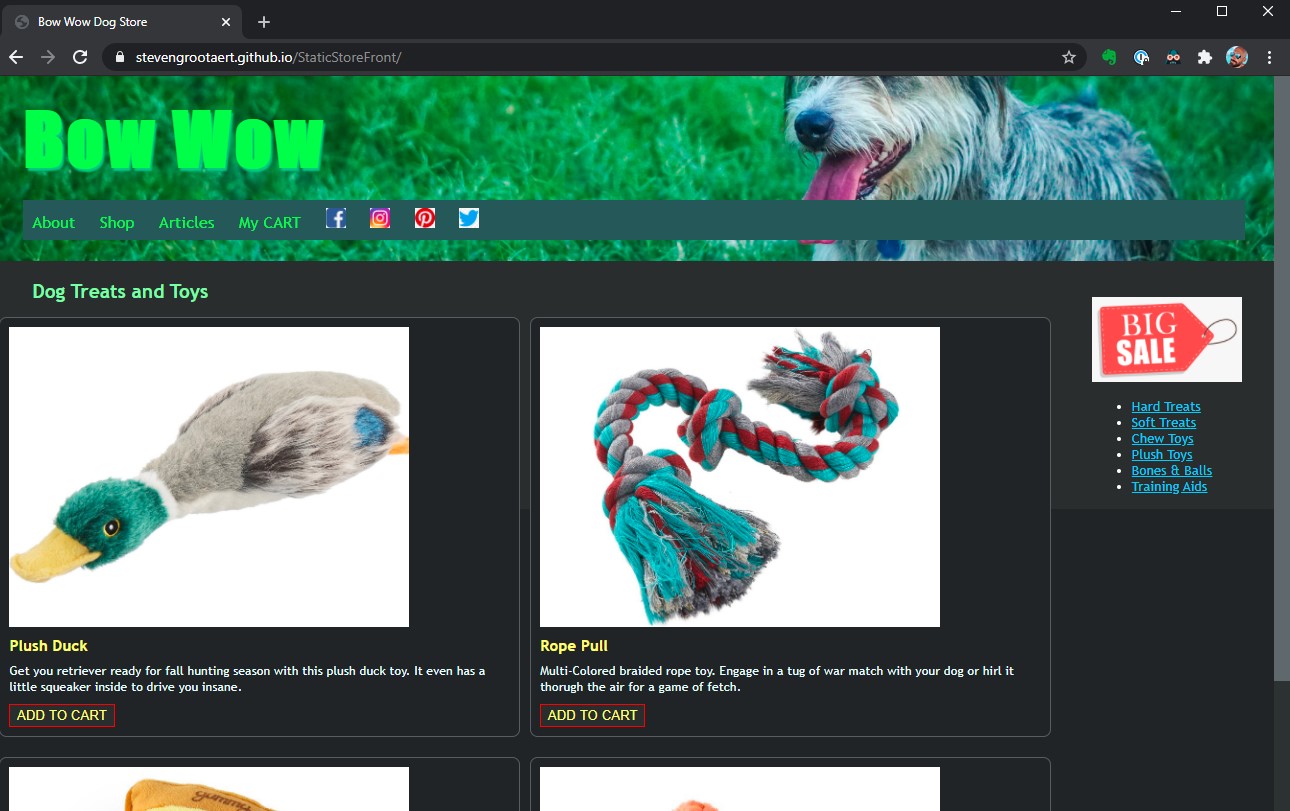 Bow Wow Dog Store
stevengrootaert.github.io/StaticStoreFront/
Bow Wow
About Shop Articles My CART
Dog Treats and Toys
BIG
SALE
Hard Treats
Soft Treats
Chew Toys
Plush Toys
Bones & Balls
Training Aids
Plush Duck
Get you retriever ready for fall hunting season with this plush duck toy. It even has a
little squeaker inside to drive you insane.
ADD TO CART
Rope Pull
Multi-Colored braided rope toy. Engage in a tug of war match with your dog or hirl it
thorugh the air for a game of fetch.
ADD TO CART
gummy